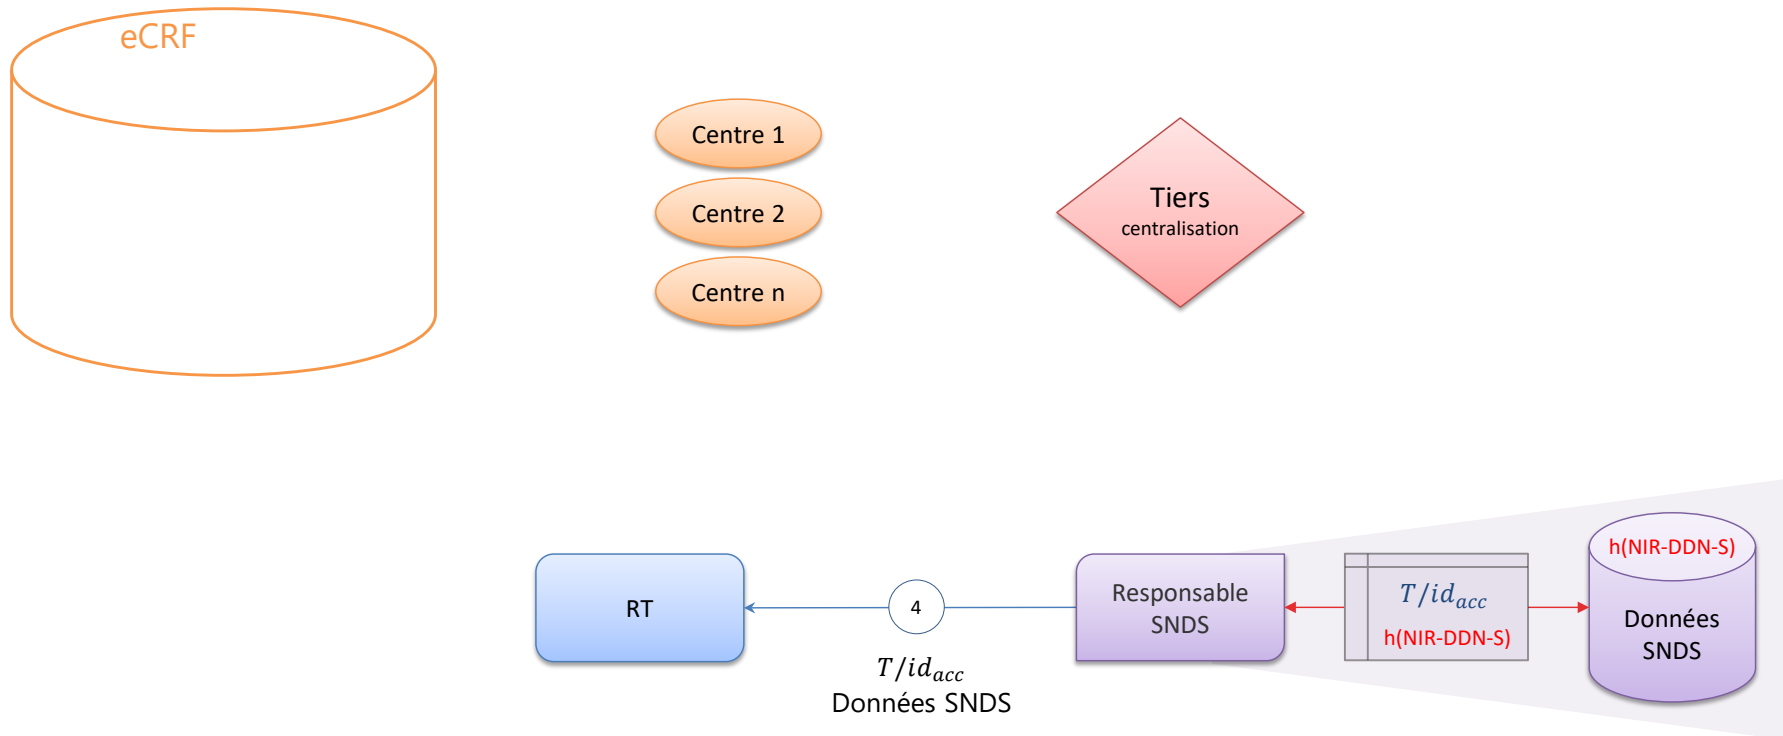 eCRF
Centre 1
Centre 2
Centre n
Tiers
centralisation
RT
4
T/id_acc
Données SNDS
Responsable
SNDS
T/id_acc
h(NIR-DDN-S)
h(NIR-DDN-S)
Données
SNDS